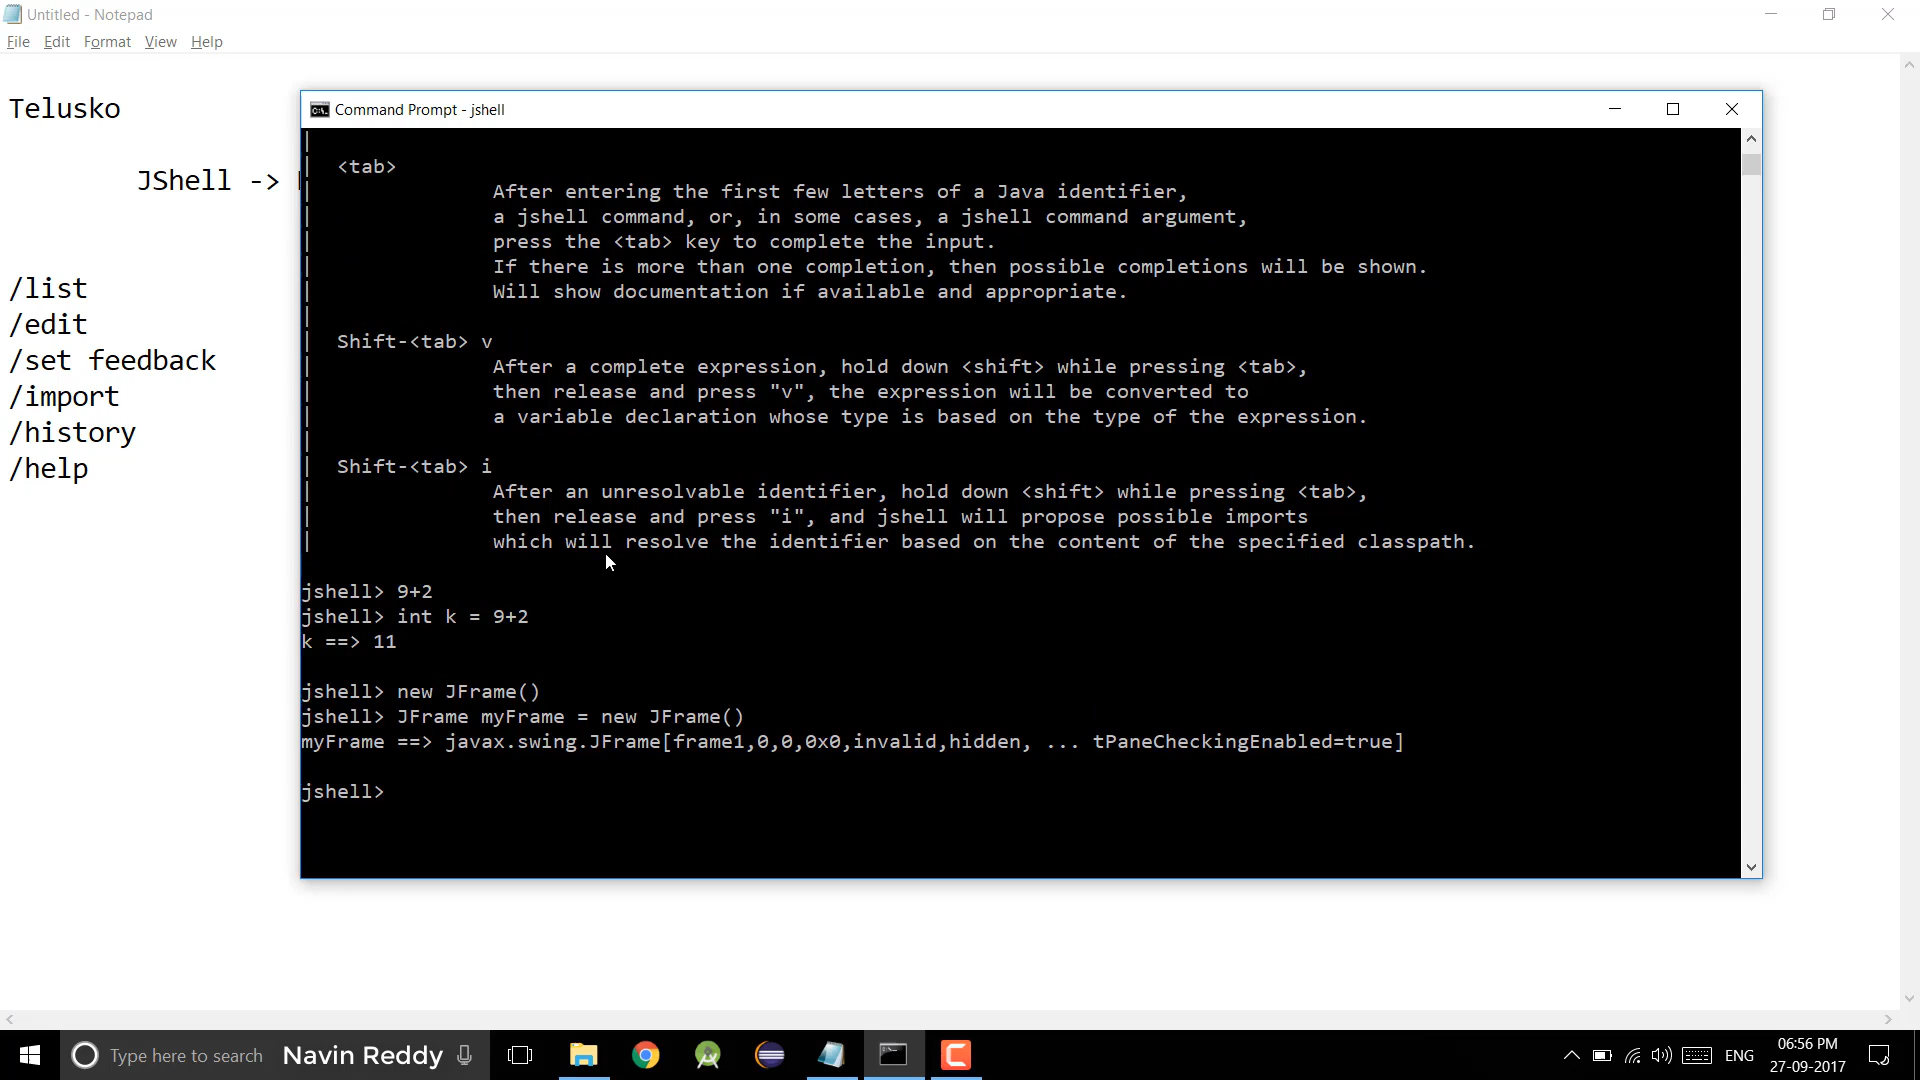 Untitled - Notepad
File Edit Format View Help
Telusko
JShell ->
/list
/edit
/set feedback
/import
/history
/help
Command Prompt - jshell
<tab>
After entering the first few letters of a Java identifier,
a jshell command, or, in some cases, a jshell command argument,
press the <tab> key to complete the input.
If there is more than one completion, then possible completions will be shown.
Will show documentation if available and appropriate.
Shift-<tab> v
After a complete expression, hold down <shift> while pressing <tab>,
then release and press "v", the expression will be converted to
a variable declaration whose type is based on the type of the expression.
Shift-<tab> i
After an unresolvable identifier, hold down <shift> while pressing <tab>,
then release and press "i", and jshell will propose possible imports
which will resolve the identifier based on the content of the specified classpath.
jshell> 9+2
jshell> int k = 9+2
k ==> 11
jshell> new JFrame()
jshell> JFrame myFrame = new JFrame()
myFrame ==> javax.swing.JFrame[frame1,0,0,0x0,invalid,hidden, ... tPaneCheckingEnabled=true]
jshell>
Type here to search
Navin Reddy
ENG
06:56 PM
27-09-2017